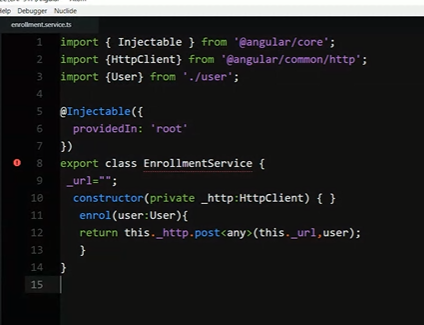 Help Debugger Nuclide
enrollment.service.ts
1 import { Injectable } from '@angular/core';
2 import {HttpClient} from '@angular/common/http';
3 import {User} from './user';
4
5 @Injectable({
6 providedIn: 'root'
7 })
8 export class EnrollmentService {
9 _url="";
10 constructor(private _http:HttpClient) { }
11 enrol(user:User){
12 return this._http.post<any>(this._url,user);
13 }
14 }
15